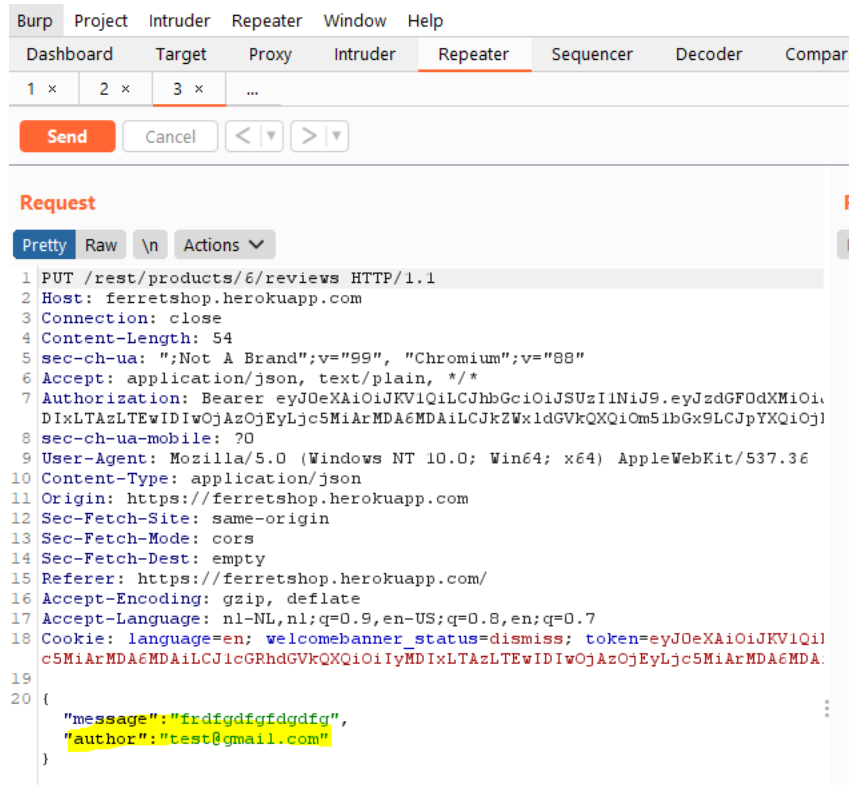 Burp Project Intruder Repeater Window Help
Dashboard Target Proxy Intruder Repeater Sequencer Decoder Compar
1 × 2 × 3 × ...
Send Cancel < | ▼ > | ▼
Request
Pretty Raw \n Actions
1 PUT /rest/products/6/reviews HTTP/1.1
2 Host: ferretshop.herokuapp.com
3 Connection: close
4 Content-Length: 54
5 sec-ch-ua: ";Not A Brand";v="99", "Chromium";v="88"
6 Accept: application/json, text/plain, */*
7 Authorization: Bearer eyJ0eXAiOiJKV1QiLCJhbGciOiJSUzI1NiJ9.eyJzdGF0dXMiOi
DIxLTAzLTEwIDIwOjAzOjEyLjc5MiArMDA6MDAiLCJkZWxldGVkQXQiOm51bGx9LCJpYXQiOj
8 sec-ch-ua-mobile: ?0
9 User-Agent: Mozilla/5.0 (Windows NT 10.0; Win64; x64) AppleWebKit/537.36
10 Content-Type: application/json
11 Origin: https://ferretshop.herokuapp.com
12 Sec-Fetch-Site: same-origin
13 Sec-Fetch-Mode: cors
14 Sec-Fetch-Dest: empty
15 Referer: https://ferretshop.herokuapp.com/
16 Accept-Encoding: gzip, deflate
17 Accept-Language: nl-NL,nl;q=0.9,en-US;q=0.8,en;q=0.7
18 Cookie: language=en; welcomebanner_status=dismiss; token=eyJ0eXAiOiJKV1Qi
c5MiArMDA6MDAiLCJ1cGRhdGVkQXQiOiIyMDIxLTAzLTEwIDIwOjAzOjEyLjc5MiArMDA6MDA
19
20 {
"message":"frdfgdfgfdgdfg",
"author":"test@gmail.com"
}